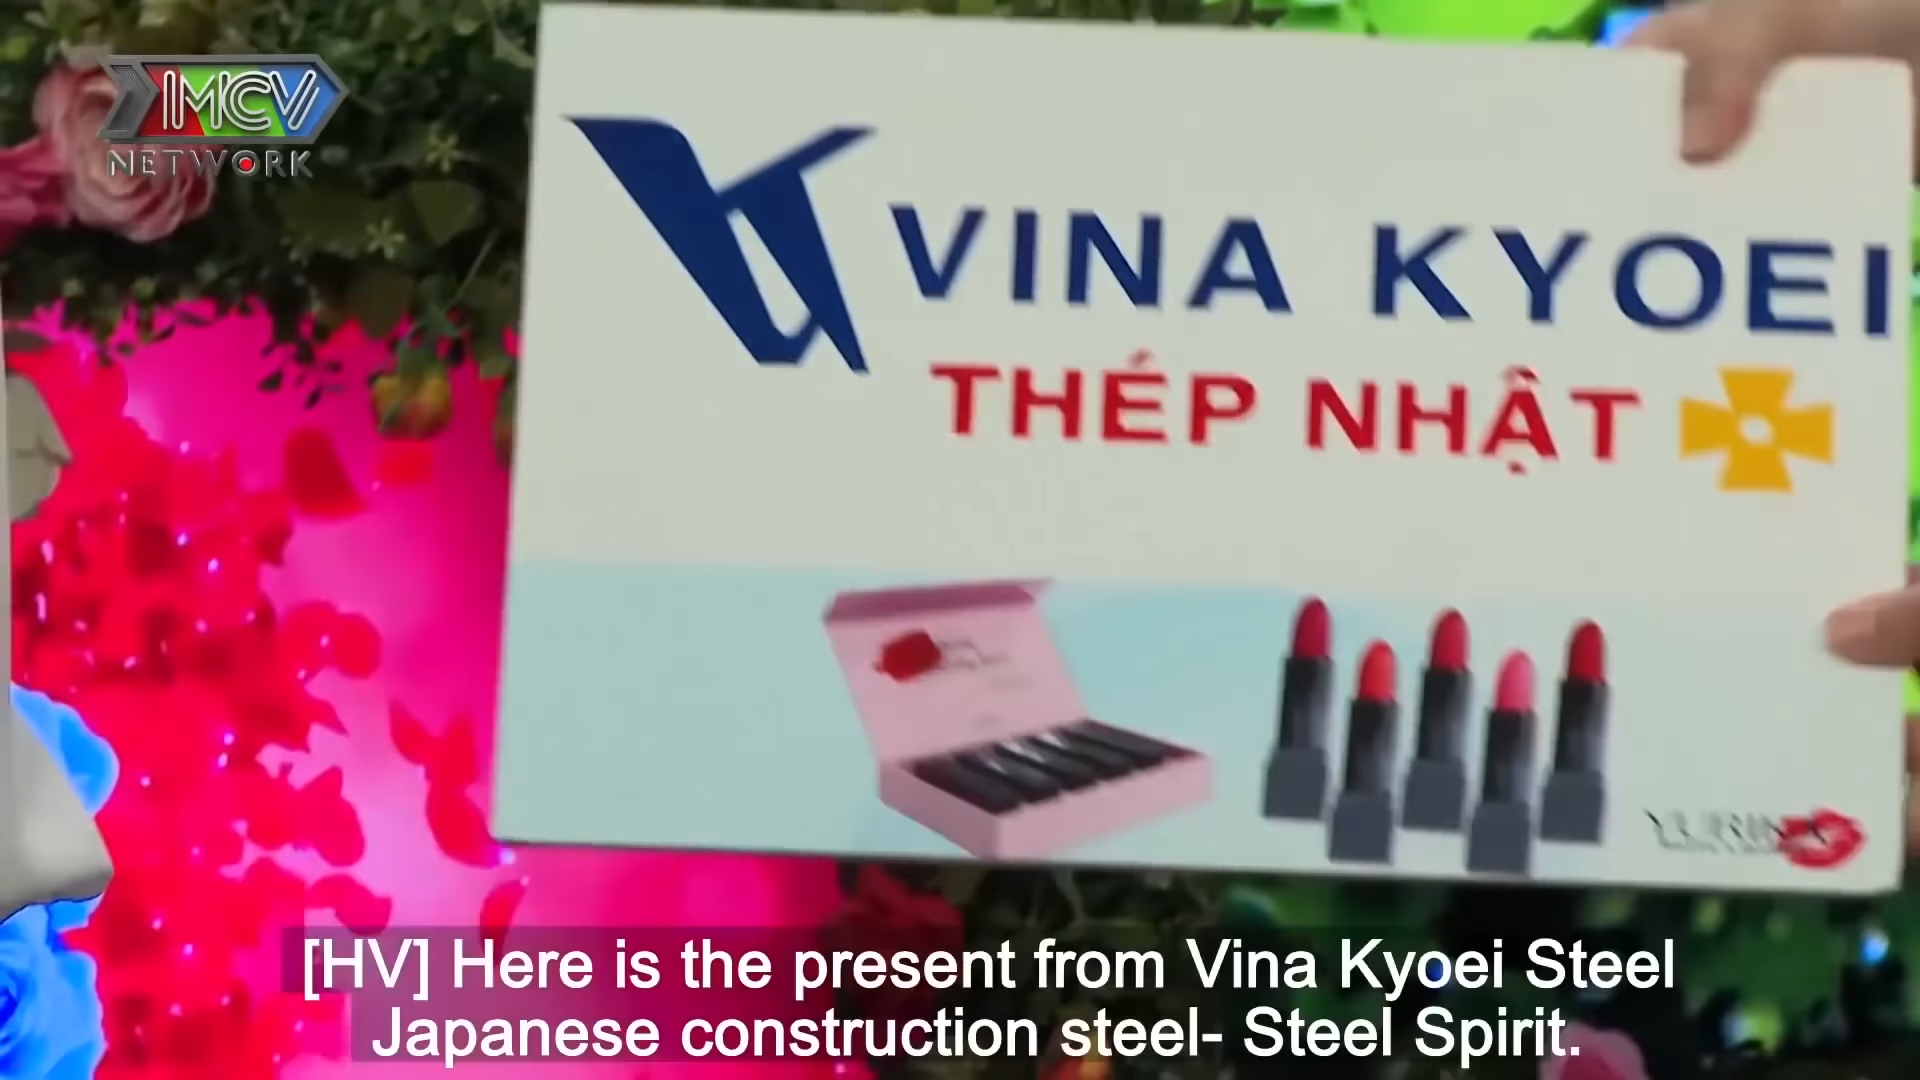 MCV
NETWORK
VINA KYOEI
THÉP NHẬT
YURINA
[HV] Here is the present from Vina Kyoei Steel
Japanese construction steel- Steel Spirit.